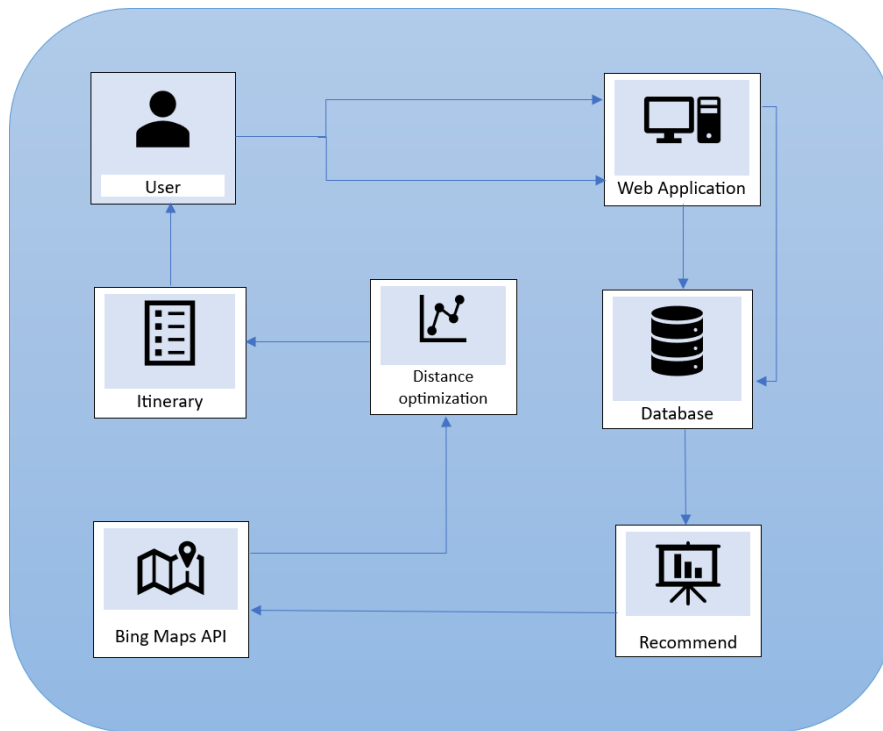 User
Web Application
Itinerary
Distance
optimization
Database
Bing Maps API
Recommend